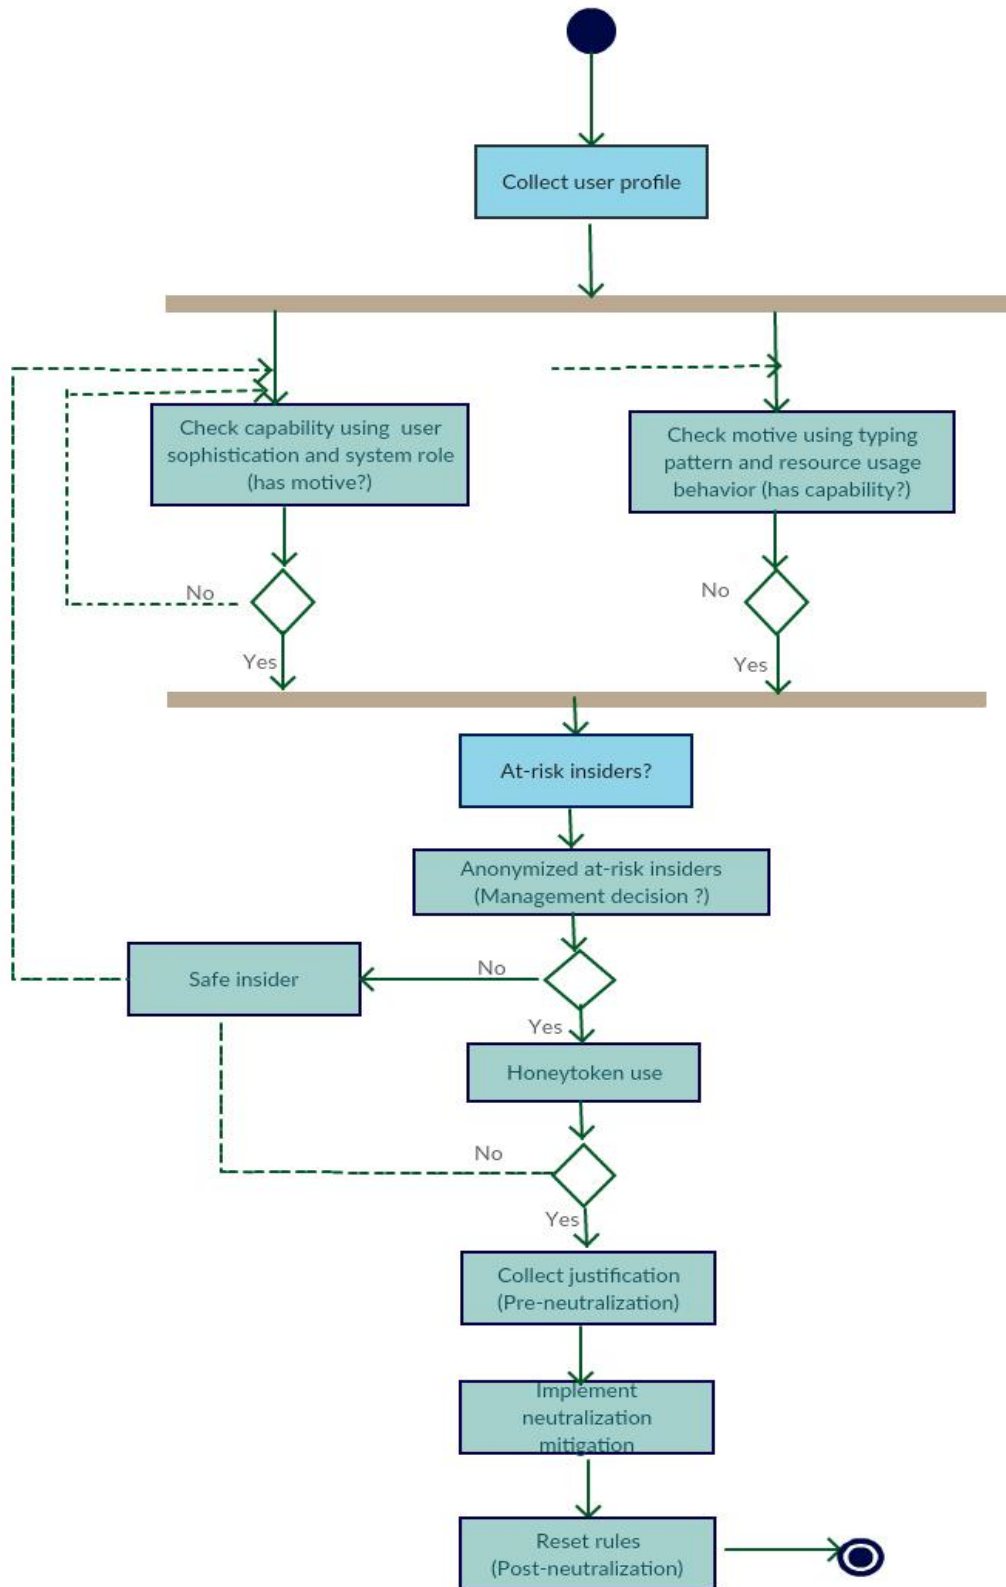 Collect user profile
Check capability using user
sophistication and system role
(has motive?)
Check motive using typing
pattern and resource usage
behavior (has capability?)
No
No
Yes
Yes
At-risk insiders?
Anonymized at-risk insiders
(Management decision ?)
Safe insider
No
Yes
Honeytoken use
No
Yes
Collect justification
(Pre-neutralization)
Implement
neutralization
mitigation
Reset rules
(Post-neutralization)